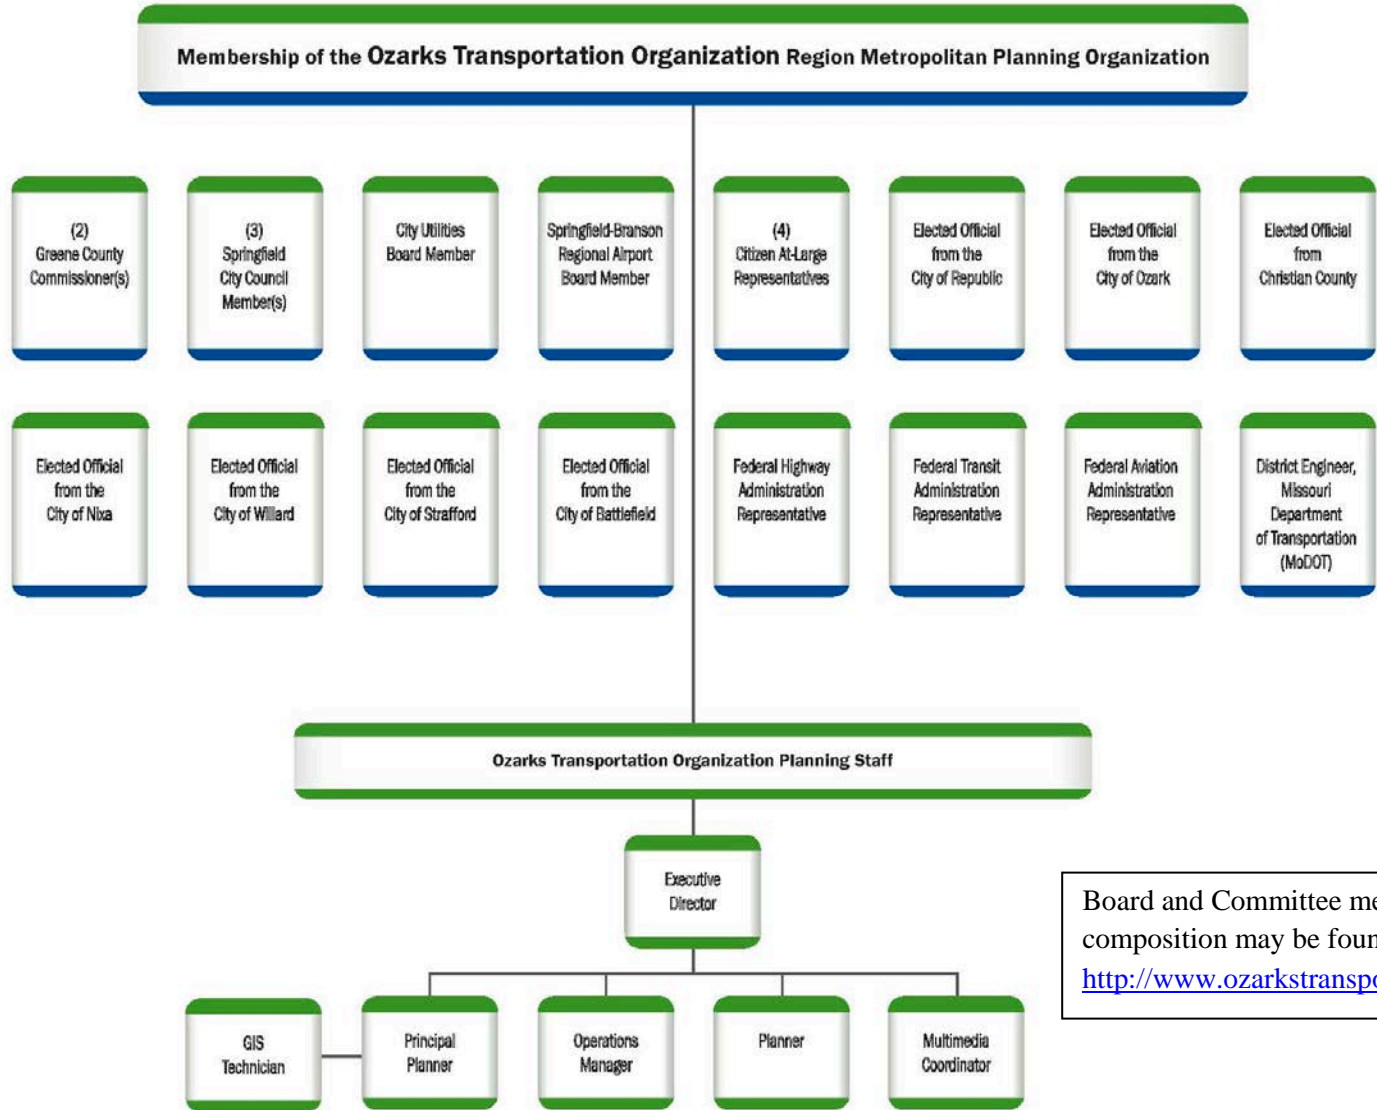 Membership of the Ozarks Transportation Organization Region Metropolitan Planning Organization
(2)
Greene County
Commissioner(s)
(3)
Springfield
City Council
Member(s)
City Utilities
Board Member
Springfield-Branson
Regional Airport
Board Member
(4)
Citizen At-Large
Representatives
Elected Official
from the
City of Republic
Elected Official
from the
City of Ozark
Elected Official
from
Christian County
Elected Official
from the
City of Nixa
Elected Official
from the
City of Willard
Elected Official
from the
City of Strafford
Elected Official
from the
City of Battlefield
Federal Highway
Administration
Representative
Federal Transit
Administration
Representative
Federal Aviation
Administration
Representative
District Engineer,
Missouri
Department
of Transportation
(MoDOT)
Ozarks Transportation Organization Planning Staff
Executive
Director
Board and Committee me
composition may be foun
http://www.ozarkstranspo
GIS
Technician
Principal
Planner
Operations
Manager
Planner
Multimedia
Coordinator